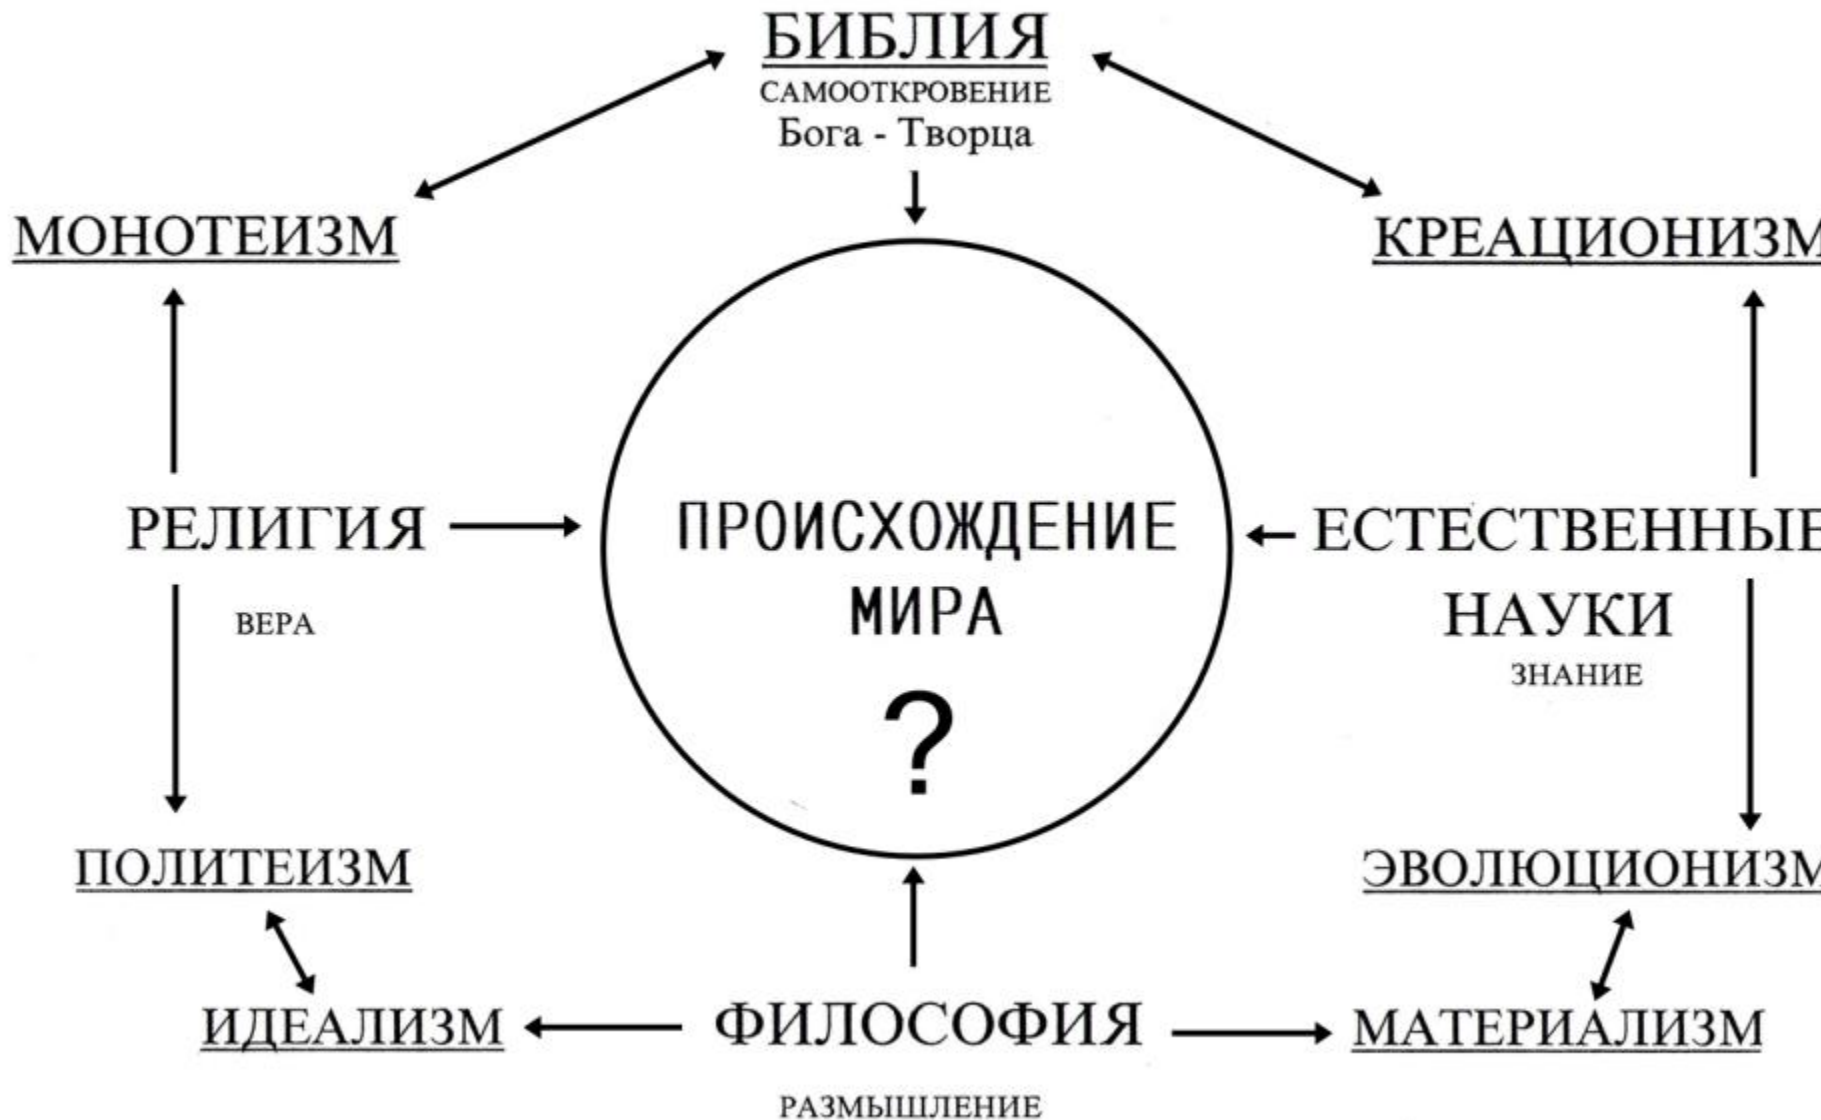 БИБЛИЯ
САМООТКРОВЕНИЕ
Бога - Творца
МОНОТЕИЗМ
КРЕАЦИОНИЗМ
РЕЛИГИЯ
ВЕРА
ПРОИСХОЖДЕНИЕ
МИРА
?
ЕСТЕСТВЕННЫЕ
НАУКИ
ЗНАНИЕ
ПОЛИТЕИЗМ
ЭВОЛЮЦИОНИЗМ
ИДЕАЛИЗМ
ФИЛОСОФИЯ
МАТЕРИАЛИЗМ
РАЗМЫШЛЕНИЕ